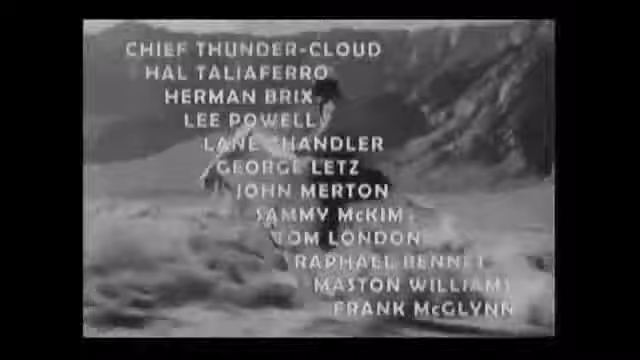 CHIEF THUNDER-CLOUD
HAL TALIAFERRO
HERMAN BRIX
LEE POWELL
LANE CHANDLER
GEORGE LETZ
JOHN MERTON
SAMMY McKIM
TOM LONDON
RAPHAEL BENNET
MASTON WILLIAMS
FRANK McGLYNN